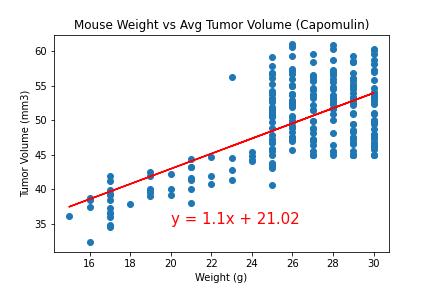 Mouse Weight vs Avg Tumor Volume (Capomulin)
Tumor Volume (mm3)
60
55
50
45
40
35
y = 1.1x + 21.02
16 18 20 22 24 26 28 30
Weight (g)